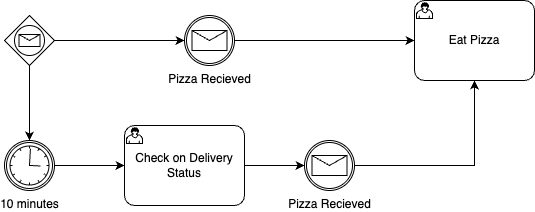 Eat Pizza
Pizza Recieved
Check on Delivery
Status
10 minutes
Pizza Recieved